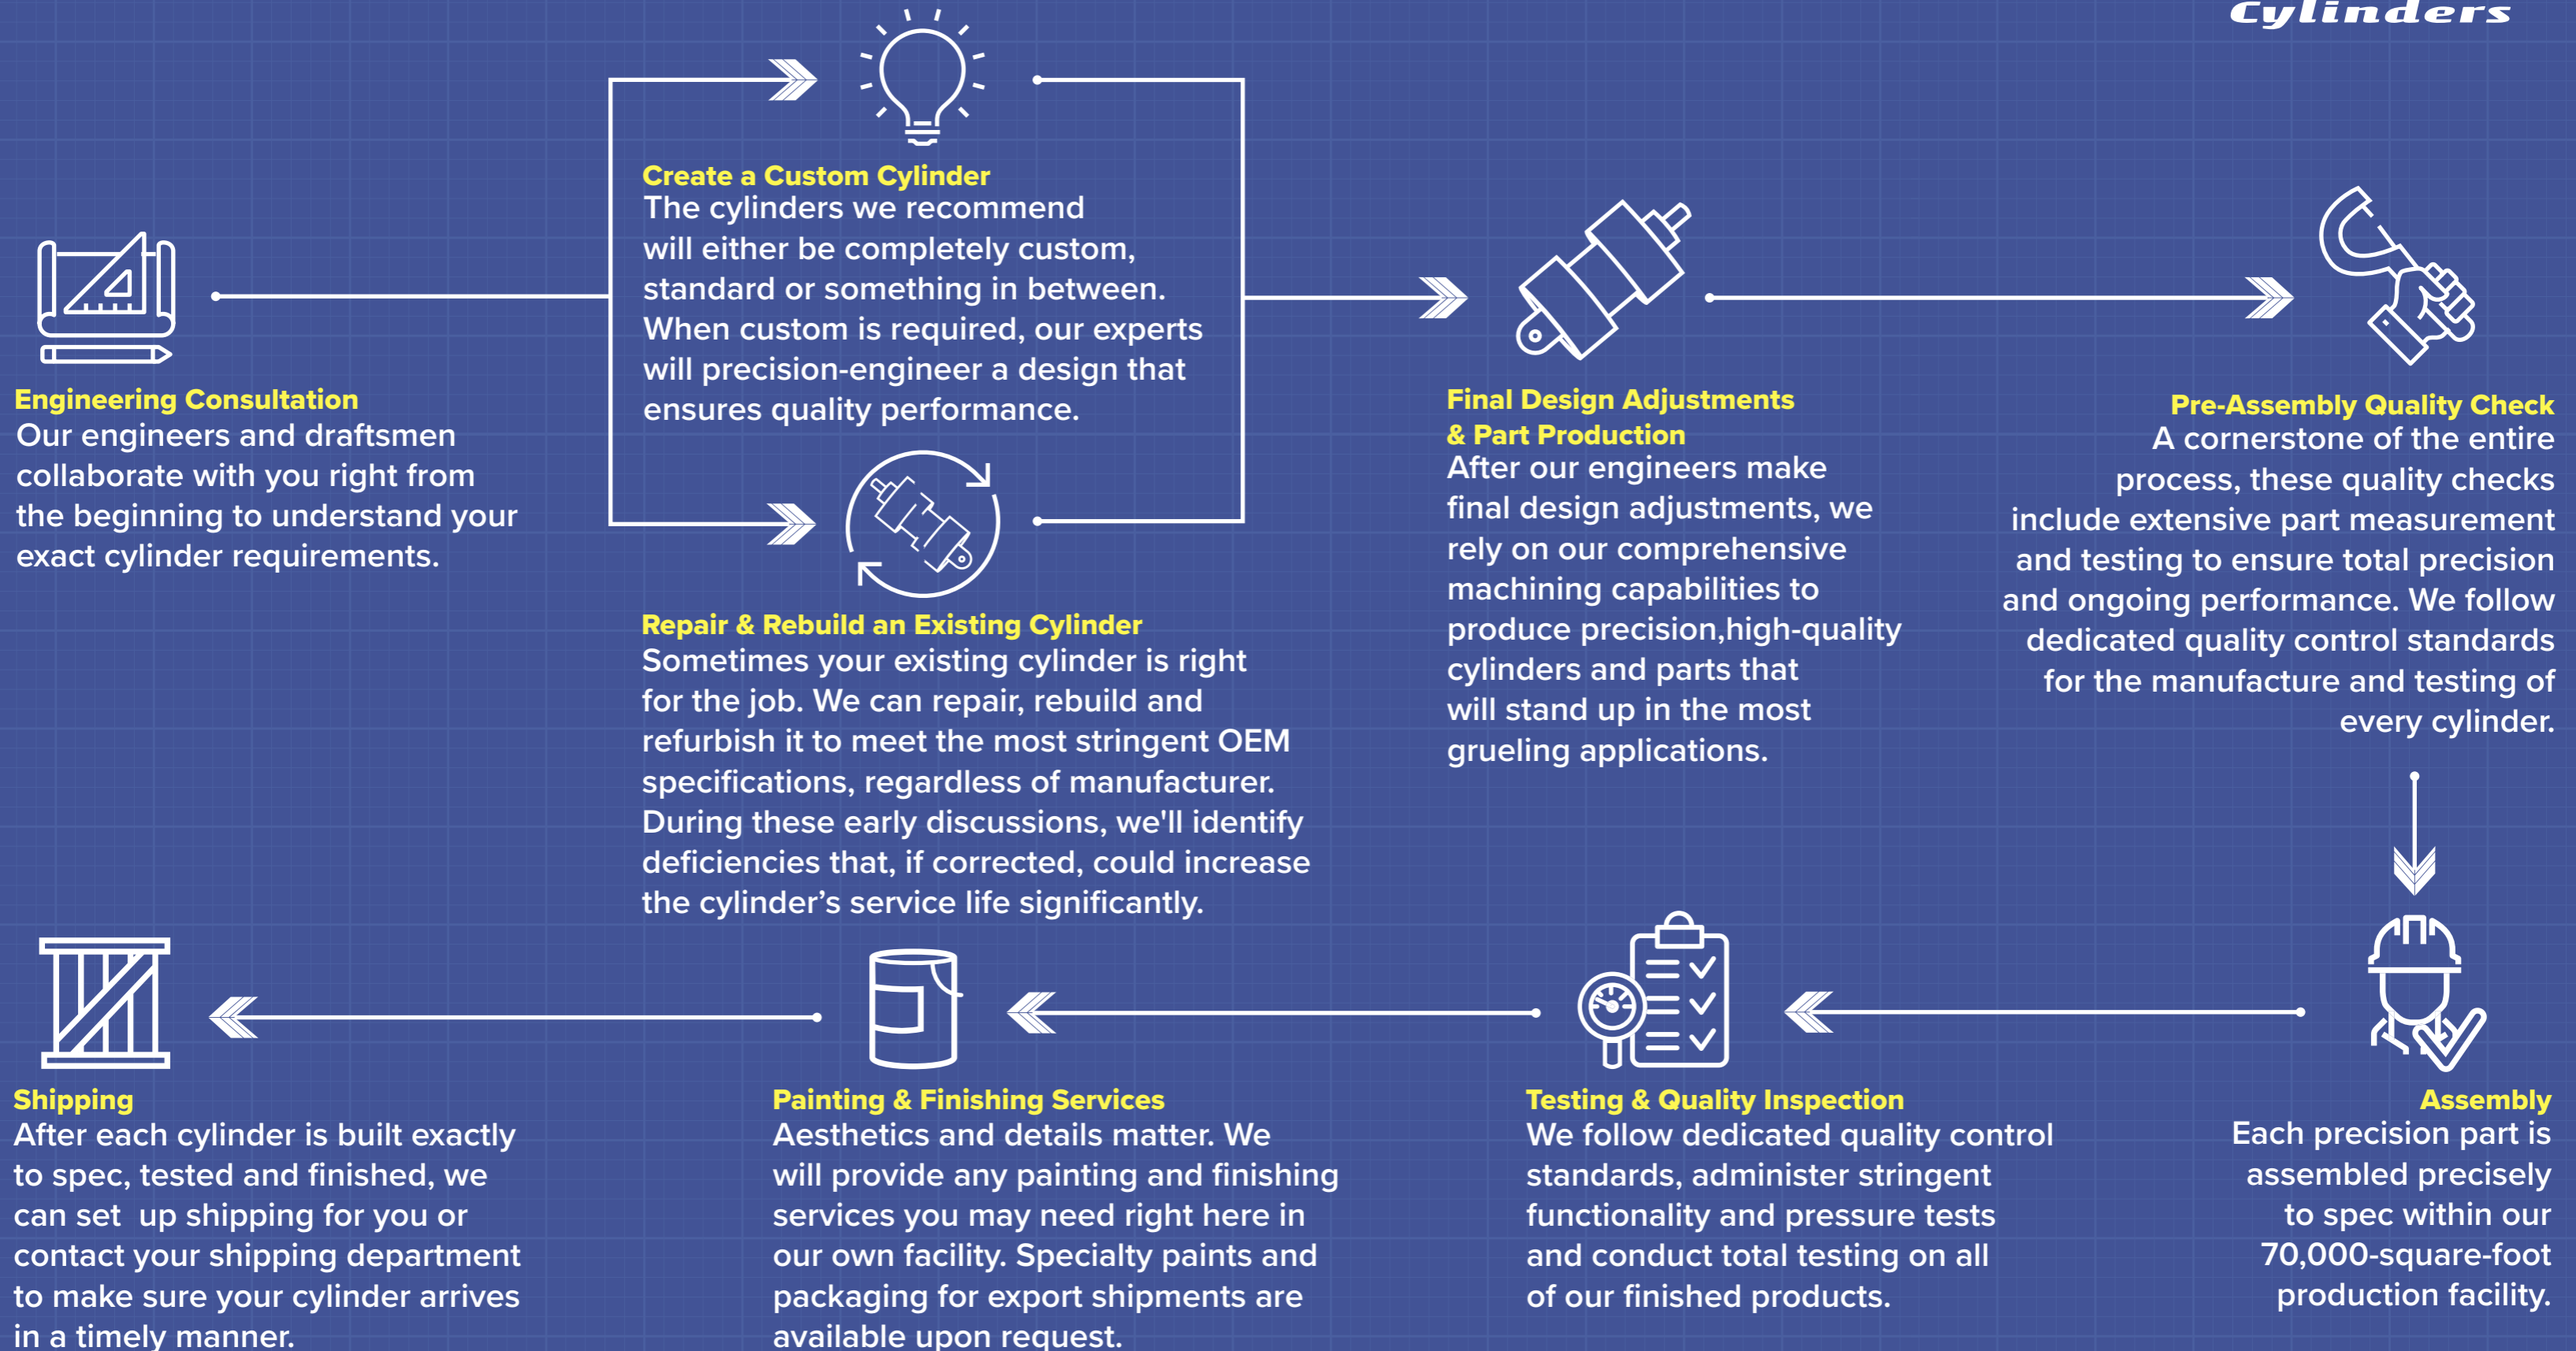 Cylinders
Engineering Consultation
Our engineers and draftsmen
collaborate with you right from
the beginning to understand your
exact cylinder requirements.
Create a Custom Cylinder
The cylinders we recommend
will either be completely custom,
standard or something in between.
When custom is required, our experts
will precision-engineer a design that
ensures quality performance.
Repair & Rebuild an Existing Cylinder
Sometimes your existing cylinder is right
for the job. We can repair, rebuild and
refurbish it to meet the most stringent OEM
specifications, regardless of manufacturer.
During these early discussions, we'll identify
deficiencies that, if corrected, could increase
the cylinder’s service life significantly.
Final Design Adjustments
& Part Production
After our engineers make
final design adjustments, we
rely on our comprehensive
machining capabilities to
produce precision,high-quality
cylinders and parts that
will stand up in the most
grueling applications.
Pre-Assembly Quality Check
A cornerstone of the entire
process, these quality checks
include extensive part measurement
and testing to ensure total precision
and ongoing performance. We follow
dedicated quality control standards
for the manufacture and testing of
every cylinder.
Assembly
Each precision part is
assembled precisely
to spec within our
70,000-square-foot
production facility.
Testing & Quality Inspection
We follow dedicated quality control
standards, administer stringent
functionality and pressure tests
and conduct total testing on all
of our finished products.
Painting & Finishing Services
Aesthetics and details matter. We
will provide any painting and finishing
services you may need right here in
our own facility. Specialty paints and
packaging for export shipments are
available upon request.
Shipping
After each cylinder is built exactly
to spec, tested and finished, we
can set  up shipping for you or
contact your shipping department
to make sure your cylinder arrives
in a timely manner.